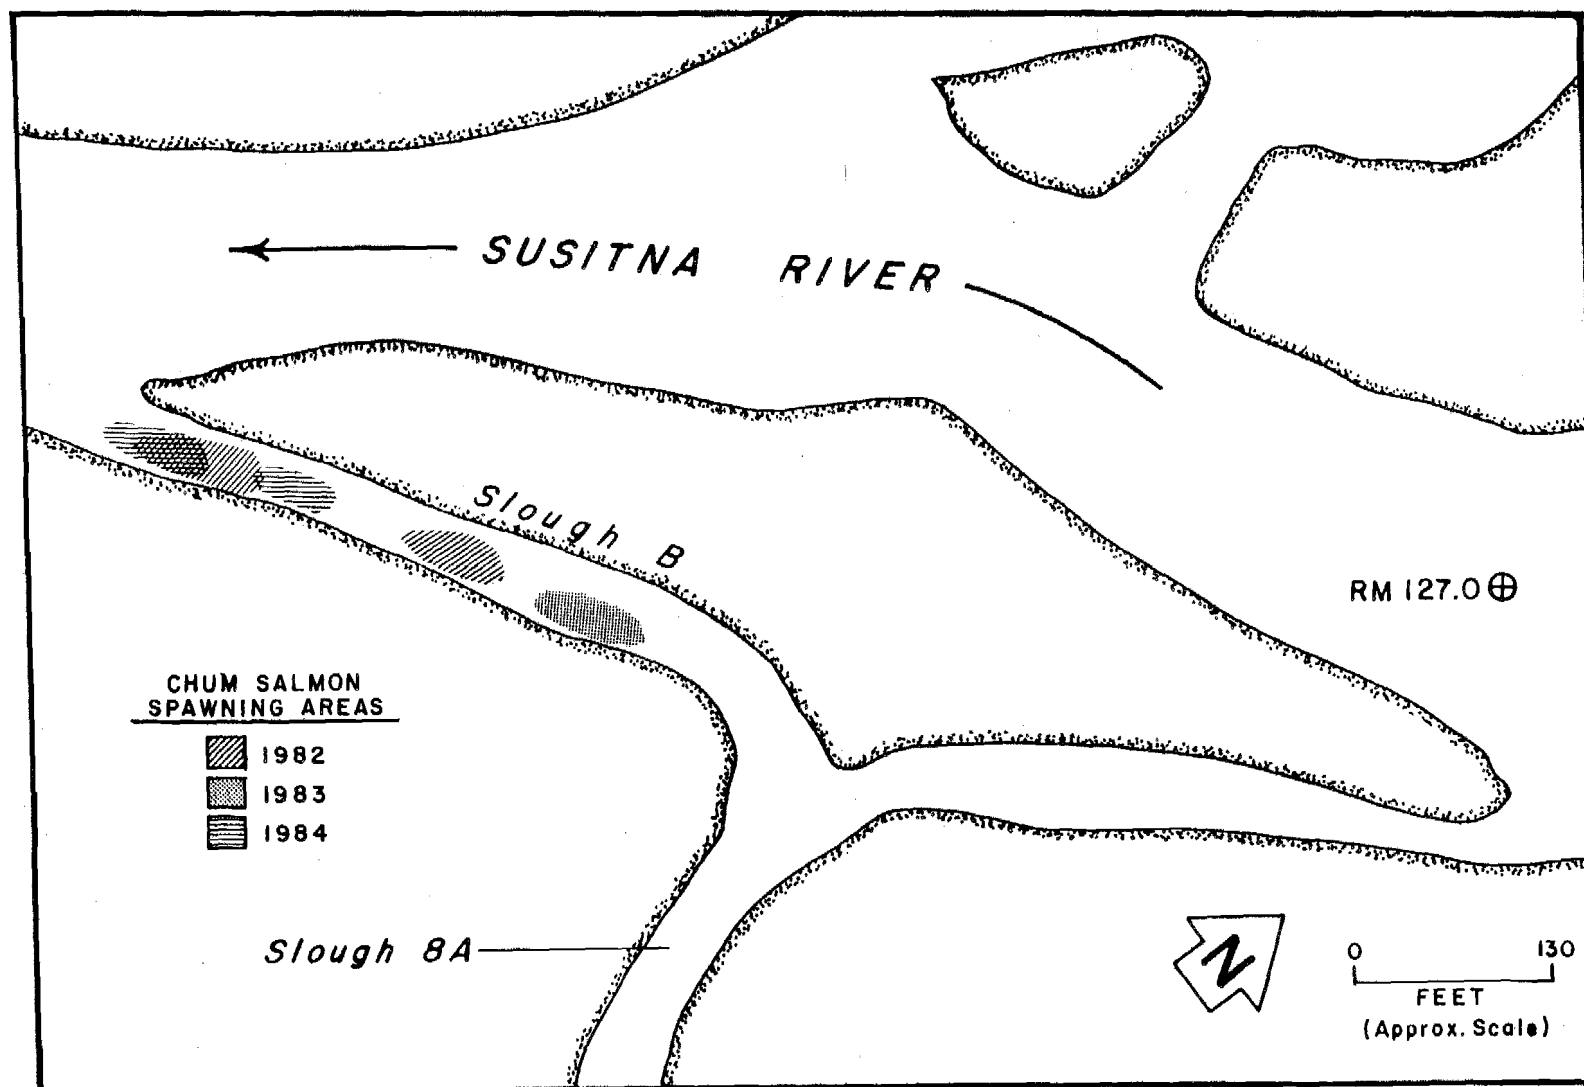 SUSITNA RIVER
Slough B
RM 127.0
CHUM SALMON
SPAWNING AREAS
1982
1983
1984
Slough 8A
N
0 130
FEET
(Approx. Scale)